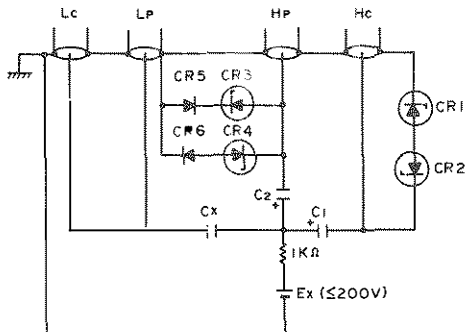 Lc Lp Hp Hc
CR5 CR3
CR1
CR6 CR4
CR2
C2
+
Cx
+
C1
1KΩ
Ex (≤200V)